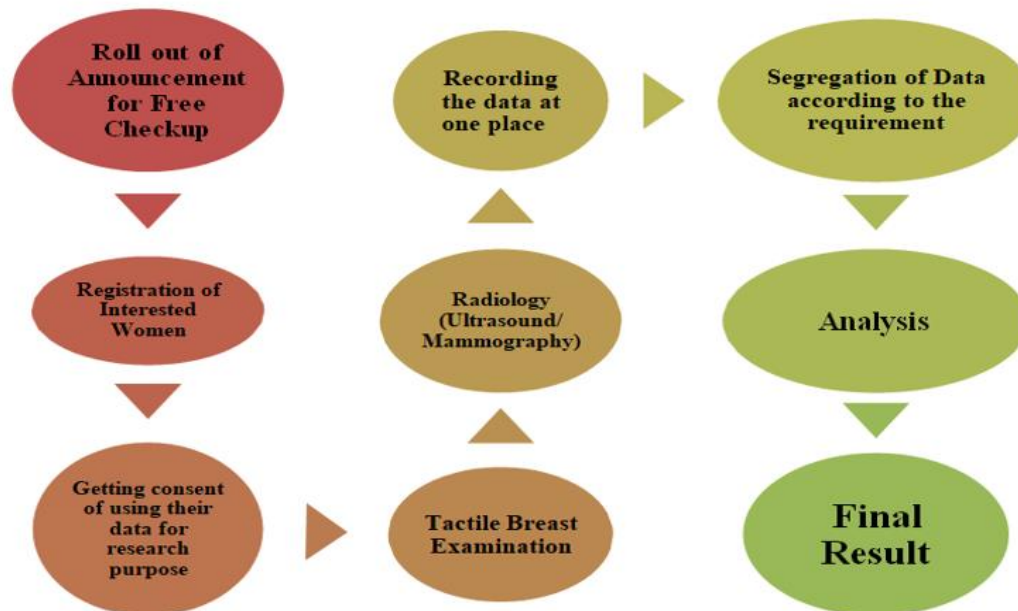 Roll out of
Announcement
for Free
Checkup
Registration of
Interested
Women
Getting consent
of using their
data for
research
purpose
Tactile Breast
Examination
Radiology
(Ultrasound/
Mammography)
Recording
the data at
one place
Segregation of Data
according to the
requirement
Analysis
Final
Result